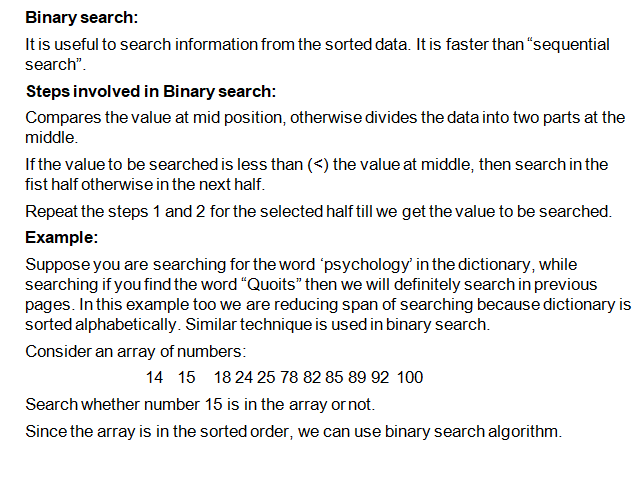 Binary search:
It is useful to search information from the sorted data. It is faster than “sequential
search”.
Steps involved in Binary search:
Compares the value at mid position, otherwise divides the data into two parts at the
middle.
If the value to be searched is less than (<) the value at middle, then search in the
fist half otherwise in the next half.
Repeat the steps 1 and 2 for the selected half till we get the value to be searched.
Example:
Suppose you are searching for the word ‘psychology’ in the dictionary, while
searching if you find the word “Quoits” then we will definitely search in previous
pages. In this example too we are reducing span of searching because dictionary is
sorted alphabetically. Similar technique is used in binary search.
Consider an array of numbers:
14 15 18 24 25 78 82 85 89 92 100
Search whether number 15 is in the array or not.
Since the array is in the sorted order, we can use binary search algorithm.